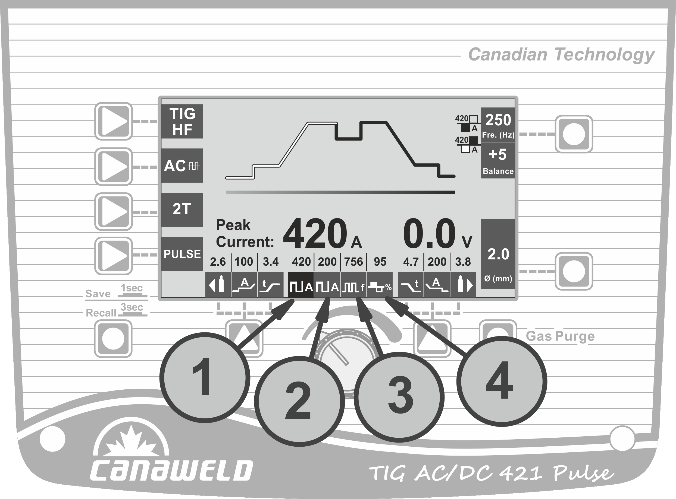 Canadian Technology
TIG
HF
AC
2T
PULSE
420
A
420
A
250
Fre. (Hz)
+5
Balance
2.0
Ø (mm)
Peak
Current: 420 A 0.0 V
2.6 100 3.4 420 200 756 95 4.7 200 3.8
A t A A f % t A
Save 1sec
Recall 3sec
Gas Purge
1 2 3 4
CANAWELD
TIG AC/DC 421 Pulse